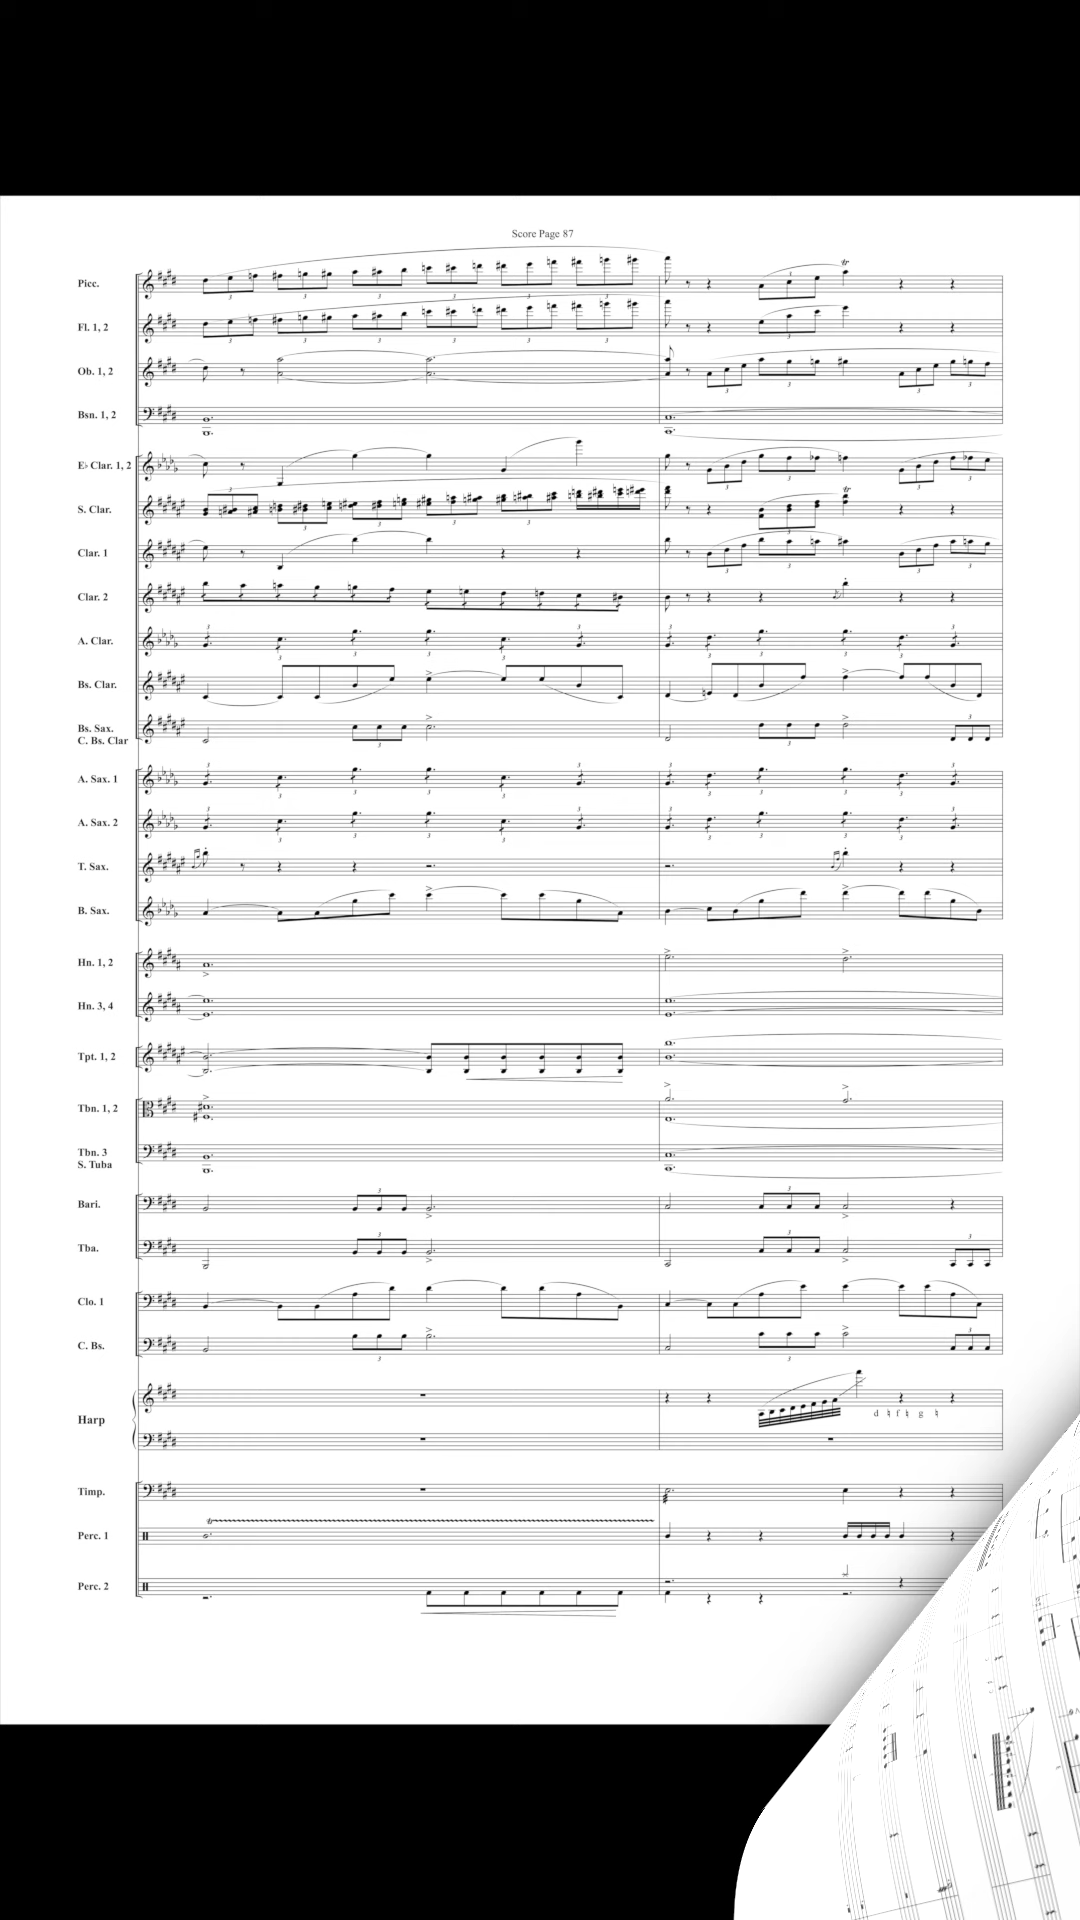 Score Page 87
Picc.
Fl. 1, 2
Ob. 1, 2
Bsn. 1, 2
E♭ Clar. 1, 2
S. Clar.
Clar. 1
Clar. 2
A. Clar.
Bs. Clar.
Bs. Sax.
C. Bs. Clar
A. Sax. 1
A. Sax. 2
T. Sax.
B. Sax.
Hn. 1, 2
Hn. 3, 4
Tpt. 1, 2
Tbn. 1, 2
Tbn. 3
S. Tuba
Bari.
Tba.
Clo. 1
C. Bs.
Harp
d ♮ f ♮ g ♮
Timp.
Perc. 1
Perc. 2